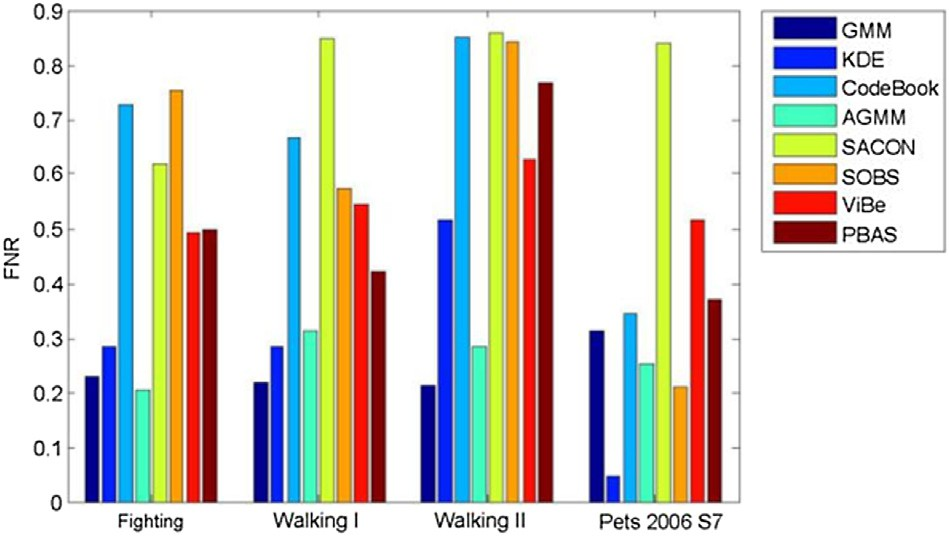 0.9
0.8
0.7
0.6
0.5
0.4
0.3
0.2
0.1
0
FNR
Fighting
Walking I
Walking II
Pets 2006 S7
GMM
KDE
CodeBook
AGMM
SACON
SOBS
ViBe
PBAS